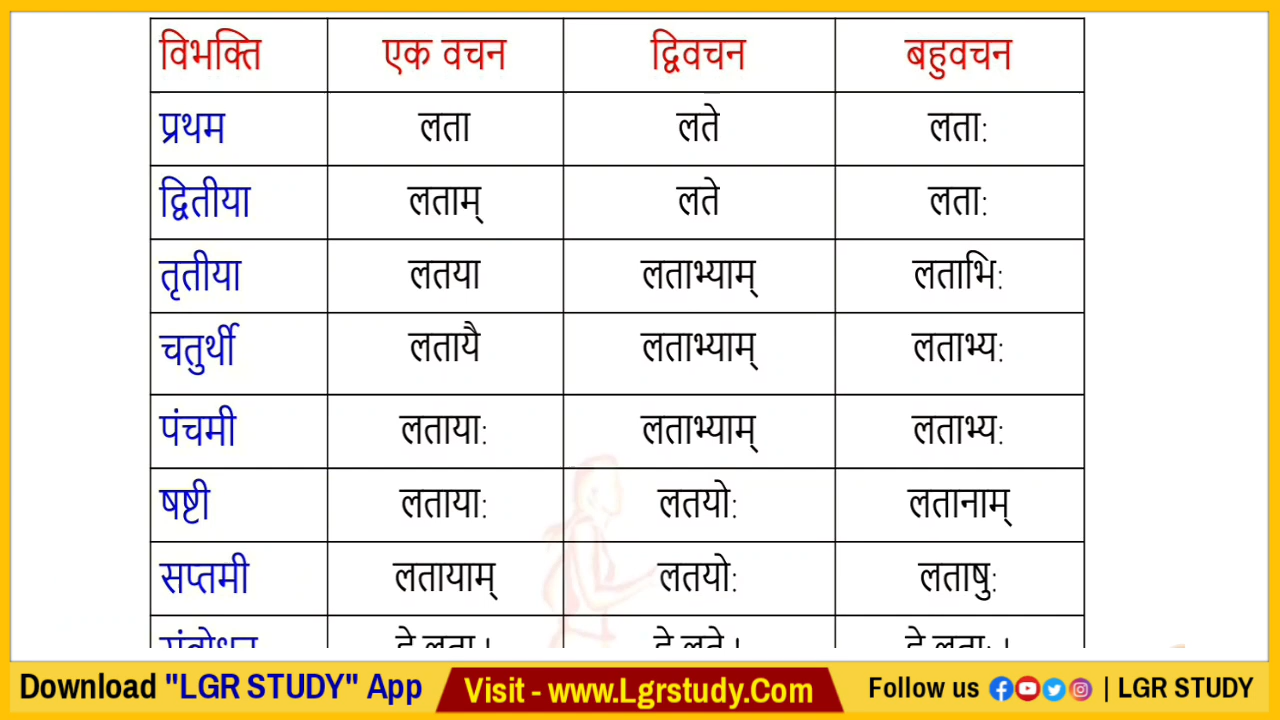 विभक्ति एक वचन द्विवचन बहुवचन
प्रथम लता लते लता:
द्वितीया लताम् लते लता:
तृतीया लतया लताभ्याम् लताभि:
चतुर्थी लतायै लताभ्याम् लताभ्य:
पंचमी लताया: लताभ्याम् लताभ्य:
षष्टी लताया: लतयो: लतानाम्
सप्तमी लतायाम् लतयो: लताषु:
Download "LGR STUDY" App Visit - www.Lgrstudy.Com Follow us | LGR STUDY